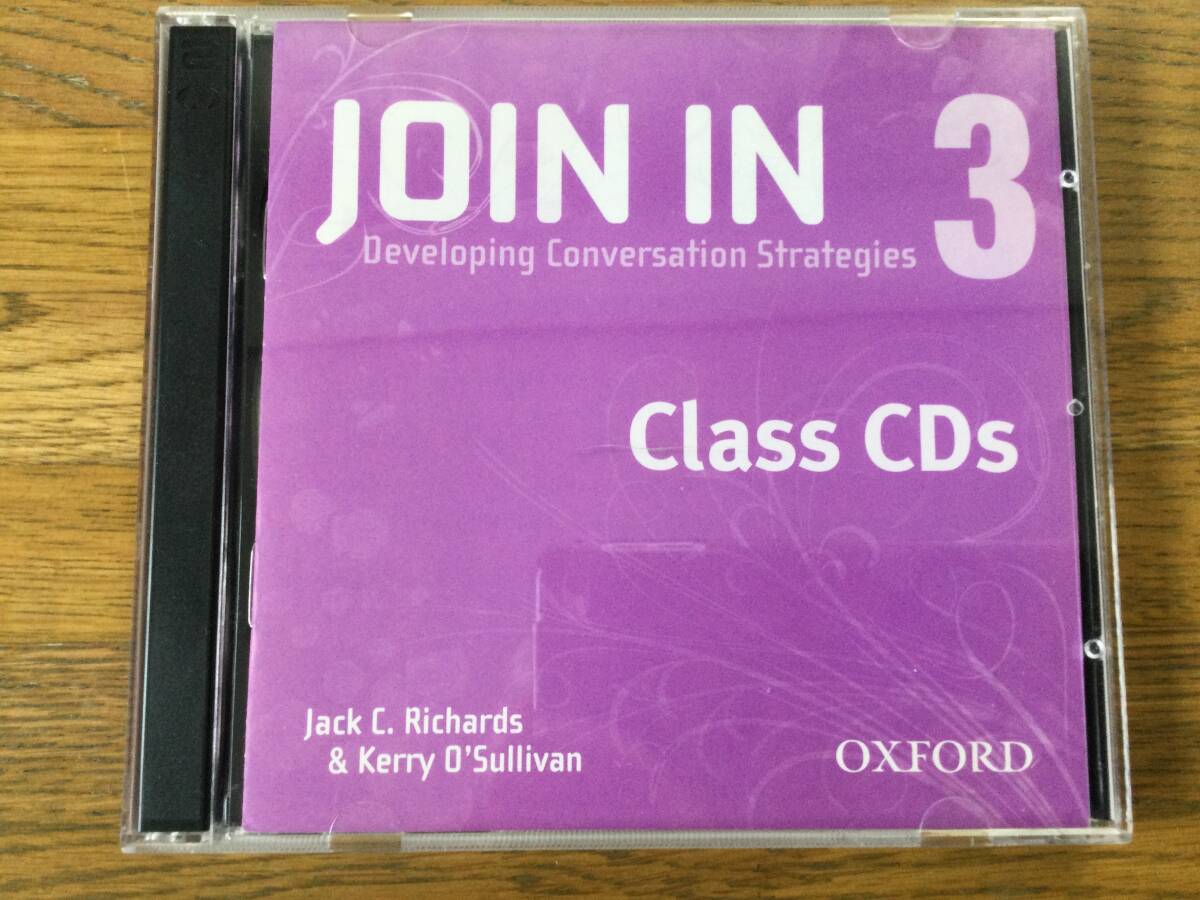 JOIN IN 3
Developing Conversation Strategies
Class CDs
Jack C. Richards
& Kerry O'Sullivan
OXFORD